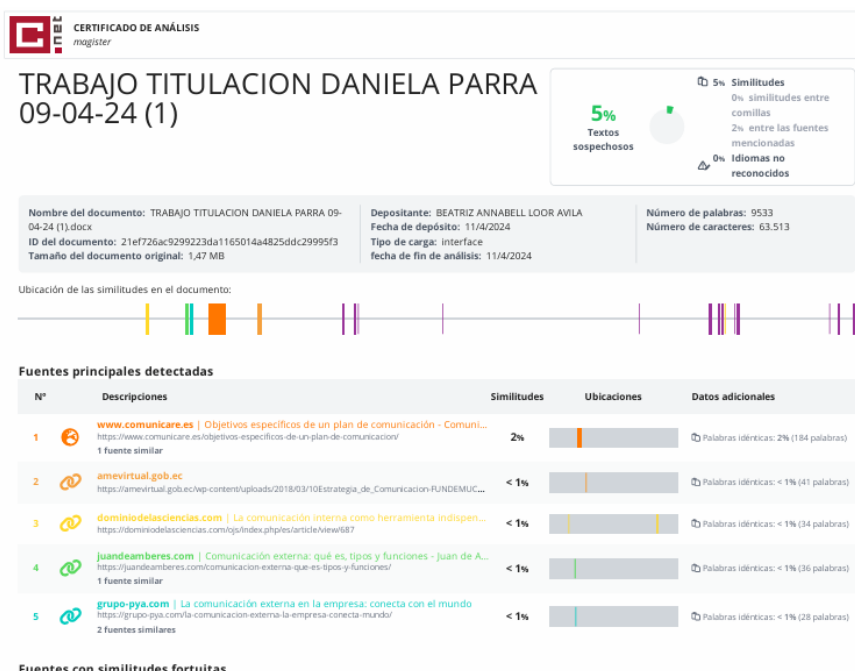 CERTIFICADO DE ANÁLISIS
magister
TRABAJO TITULACION DANIELA PARRA
09-04-24 (1)
5%
Textos
sospechosos
5% Similitudes
0% similitudes entre
comillas
2% entre las fuentes
mencionadas
0% Idiomas no
reconocidos
Nombre del documento: TRABAJO TITULACION DANIELA PARRA 09-
04-24 (1).docx
ID del documento: 21ef726ac9299223da1165014a4825ddc29995f3
Tamaño del documento original: 1,47 MB
Depositante: BEATRIZ ANNABELL LOOR AVILA
Fecha de depósito: 11/4/2024
Tipo de carga: interface
fecha de fin de análisis: 11/4/2024
Número de palabras: 9533
Número de caracteres: 63.513
Ubicación de las similitudes en el documento:
Fuentes principales detectadas
N° Descripciones Similitudes Ubicaciones Datos adicionales
1 www.comunicare.es | Objetivos específicos de un plan de comunicación - Comuni...
https://www.comunicare.es/objetivos-especificos-de-un-plan-de-comunicacion/
1 fuente similar
2% Palabras idénticas: 2% (184 palabras)
2 amevirtual.gob.ec
https://amevirtual.gob.ec/wp-content/uploads/2018/03/10Estrategia_de_Comunicacion-FUNDEMUC...
< 1% Palabras idénticas: < 1% (41 palabras)
3 dominiodelasciencias.com | La comunicación interna como herramienta indispen...
https://dominiodelasciencias.com/ojs/index.php/es/article/view/687
< 1% Palabras idénticas: < 1% (34 palabras)
4 juandeamberes.com | Comunicación externa: qué es, tipos y funciones - Juan de A...
https://juandeamberes.com/comunicacion-externa-que-es-tipos-y-funciones/
1 fuente similar
< 1% Palabras idénticas: < 1% (36 palabras)
5 grupo-pya.com | La comunicación externa en la empresa: conecta con el mundo
https://grupo-pya.com/la-comunicacion-externa-la-empresa-conecta-mundo/
2 fuentes similares
< 1% Palabras idénticas: < 1% (28 palabras)
Fuentes con similitudes fortuitas